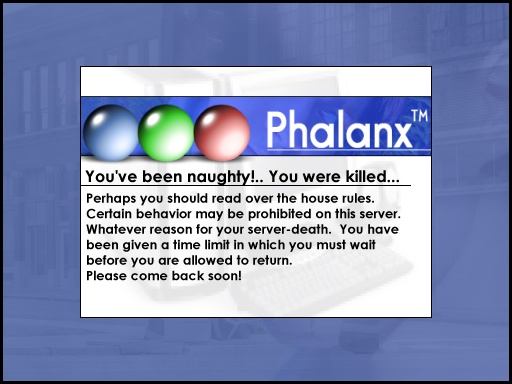 Phalanx™
You've been naughty!.. You were killed...
Perhaps you should read over the house rules.
Certain behavior may be prohibited on this server.
Whatever reason for your server-death.  You have
been given a time limit in which you must wait
before you are allowed to return.
Please come back soon!